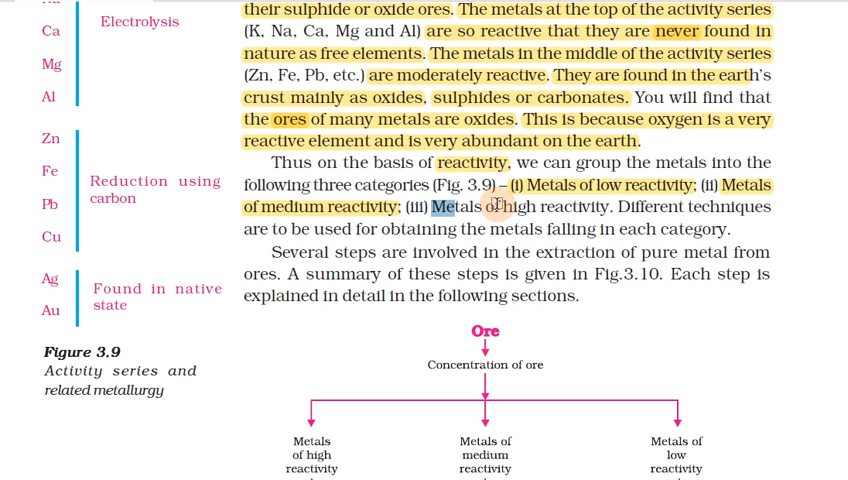 Na
Ca
Mg
Al
Electrolysis
Zn
Fe
Pb
Cu
Reduction using
carbon
Ag
Au
Found in native
state
Figure 3.9
Activity series and
related metallurgy
their sulphide or oxide ores. The metals at the top of the activity series
(K, Na, Ca, Mg and Al) are so reactive that they are never found in
nature as free elements. The metals in the middle of the activity series
(Zn, Fe, Pb, etc.) are moderately reactive. They are found in the earth's
crust mainly as oxides, sulphides or carbonates. You will find that
the ores of many metals are oxides. This is because oxygen is a very
reactive element and is very abundant on the earth.
Thus on the basis of reactivity, we can group the metals into the
following three categories (Fig. 3.9) – (i) Metals of low reactivity; (ii) Metals
of medium reactivity; (iii) Metals of high reactivity. Different techniques
are to be used for obtaining the metals falling in each category.
Several steps are involved in the extraction of pure metal from
ores. A summary of these steps is given in Fig.3.10. Each step is
explained in detail in the following sections.
Ore
Concentration of ore
Metals
of high
reactivity
Metals of
medium
reactivity
Metals of
low
reactivity